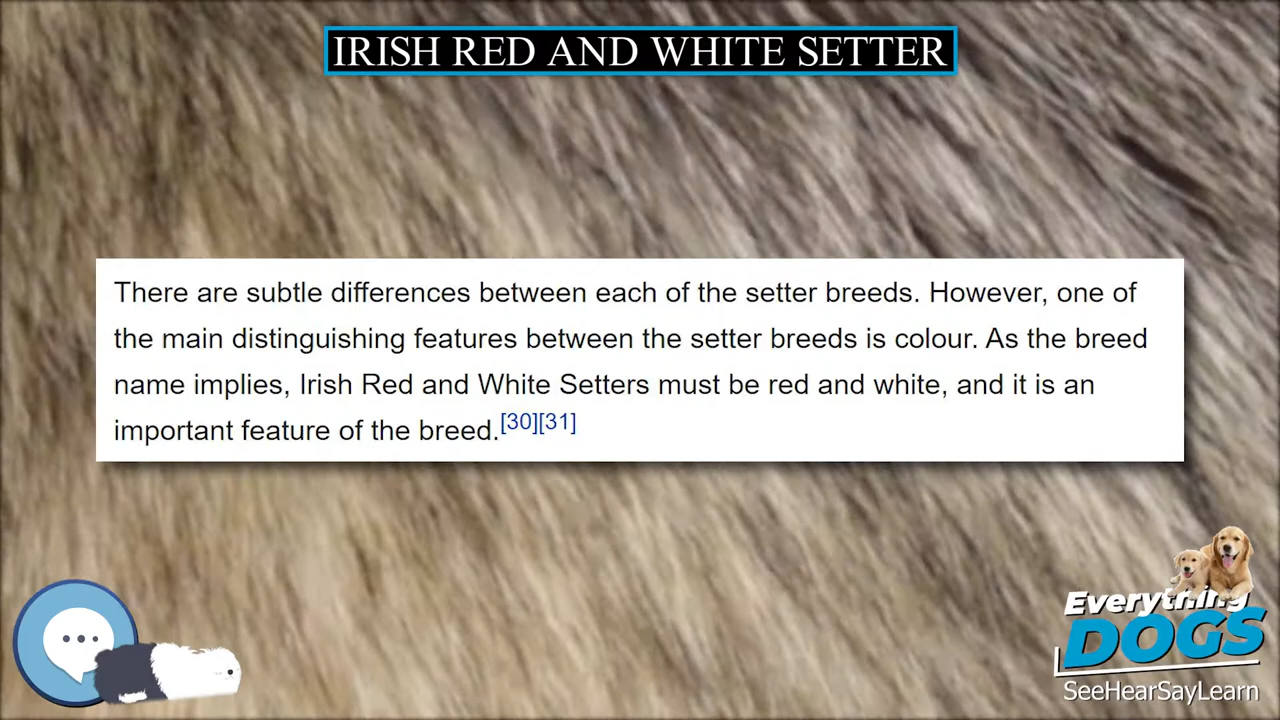 IRISH RED AND WHITE SETTER
There are subtle differences between each of the setter breeds. However, one of
the main distinguishing features between the setter breeds is colour. As the breed
name implies, Irish Red and White Setters must be red and white, and it is an
important feature of the breed.[30][31]
Everything
DOGS
SeeHearSayLearn